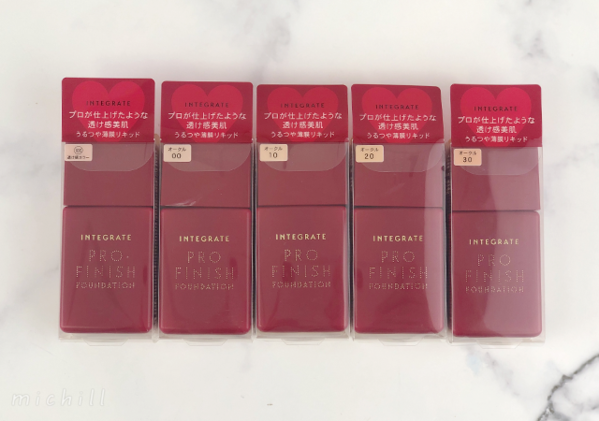 INTEGRATE
プロが仕上げたような
透け感美肌
うるつや薄膜リキッド
INTEGRATE
PRO
FINISH
FOUNDATION
INTEGRATE
プロが仕上げたような
透け感美肌
うるつや薄膜リキッド
オークル
00
INTEGRATE
PRO
FINISH
FOUNDATION
INTEGRATE
プロが仕上げたような
透け感美肌
うるつや薄膜リキッド
オークル
10
INTEGRATE
PRO
FINISH
FOUNDATION
INTEGRATE
プロが仕上げたような
透け感美肌
うるつや薄膜リキッド
オークル
20
INTEGRATE
PRO
FINISH
FOUNDATION
INTEGRATE
プロが仕上げたような
透け感美肌
うるつや薄膜リキッド
オークル
30
INTEGRATE
PRO
FINISH
FOUNDATION
michill